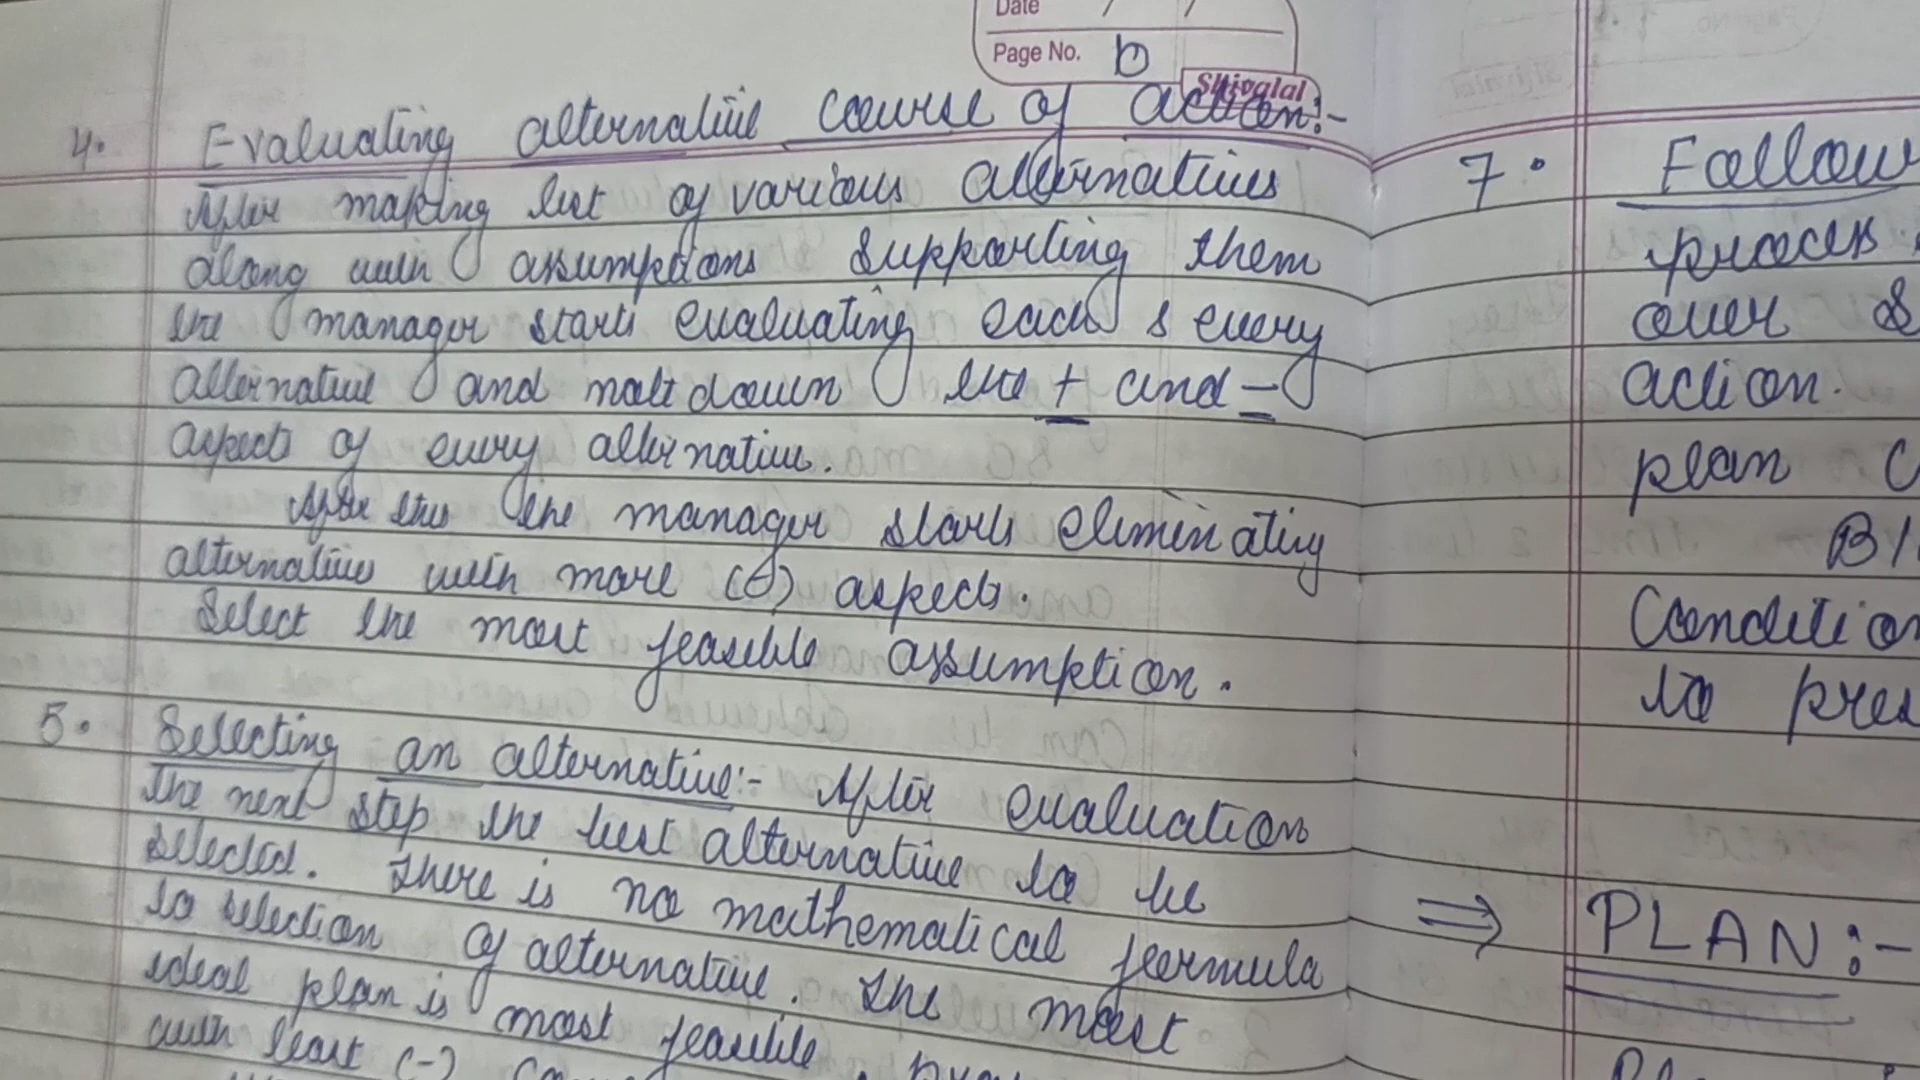 Date / /
Page No. 6
Shivalal
4. Evaluating alternative course of action:-
After making list of various alternatives
along with assumptions supporting them
the manager starts evaluating each & every
alternative and note down the + and -
aspects of every alternative.
After this the manager starts eliminating
alternatives with more (-) aspects.
Select the most feasible assumption.
5. Selecting an alternative:- After evaluation
the next step the best alternative to be
selected. There is no mathematical formula
to selection of alternative. The most
ideal plan is most feasible,
with least (-)
7. Follow
process
over &
action.
plan
Condition
to pres
⇒ PLAN:-